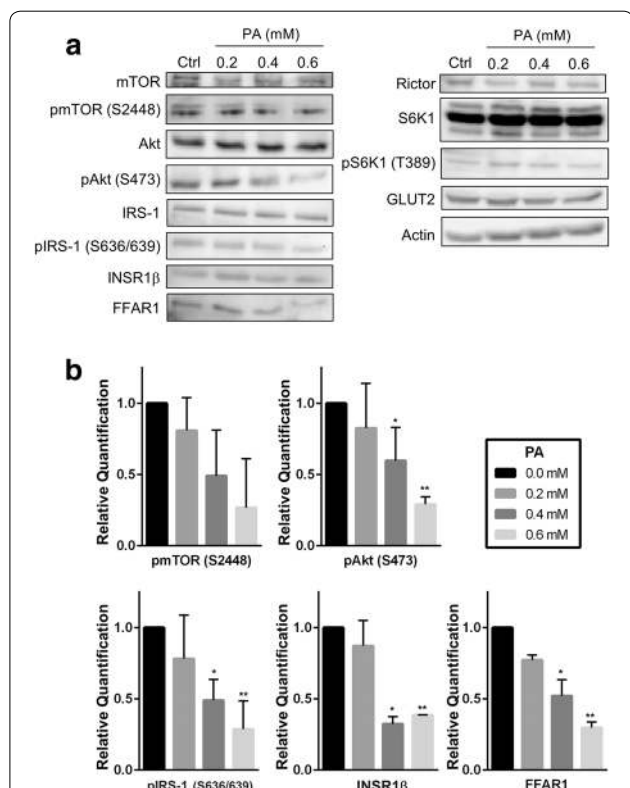 a
PA (mM)
Ctrl 0.2 0.4 0.6
mTOR
pmTOR (S2448)
Akt
pAkt (S473)
IRS-1
pIRS-1 (S636/639)
INSR1β
FFAR1
PA (mM)
Ctrl 0.2 0.4 0.6
Rictor
S6K1
pS6K1 (T389)
GLUT2
Actin
b
Relative Quantification
1.0
0.5
0.0
pmTOR (S2448)
Relative Quantification
1.0
0.5
0.0
*
**
pAkt (S473)
PA
0.0 mM
0.2 mM
0.4 mM
0.6 mM
Relative Quantification
1.0
0.5
0.0
*
**
pIRS-1 (S636/639)
Relative Quantification
1.0
0.5
0.0
*
**
INSR1β
Relative Quantification
1.0
0.5
0.0
*
**
FFAR1